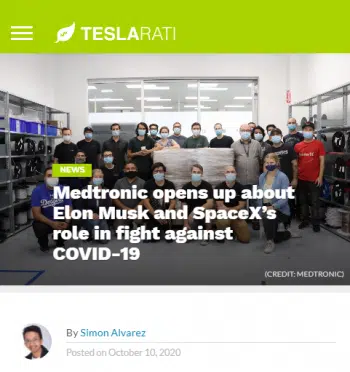 TESLARATI
NEWS
Medtronic opens up about
Elon Musk and SpaceX's
role in fight against
COVID-19
(CREDIT: MEDTRONIC)
By Simon Alvarez
Posted on October 10, 2020